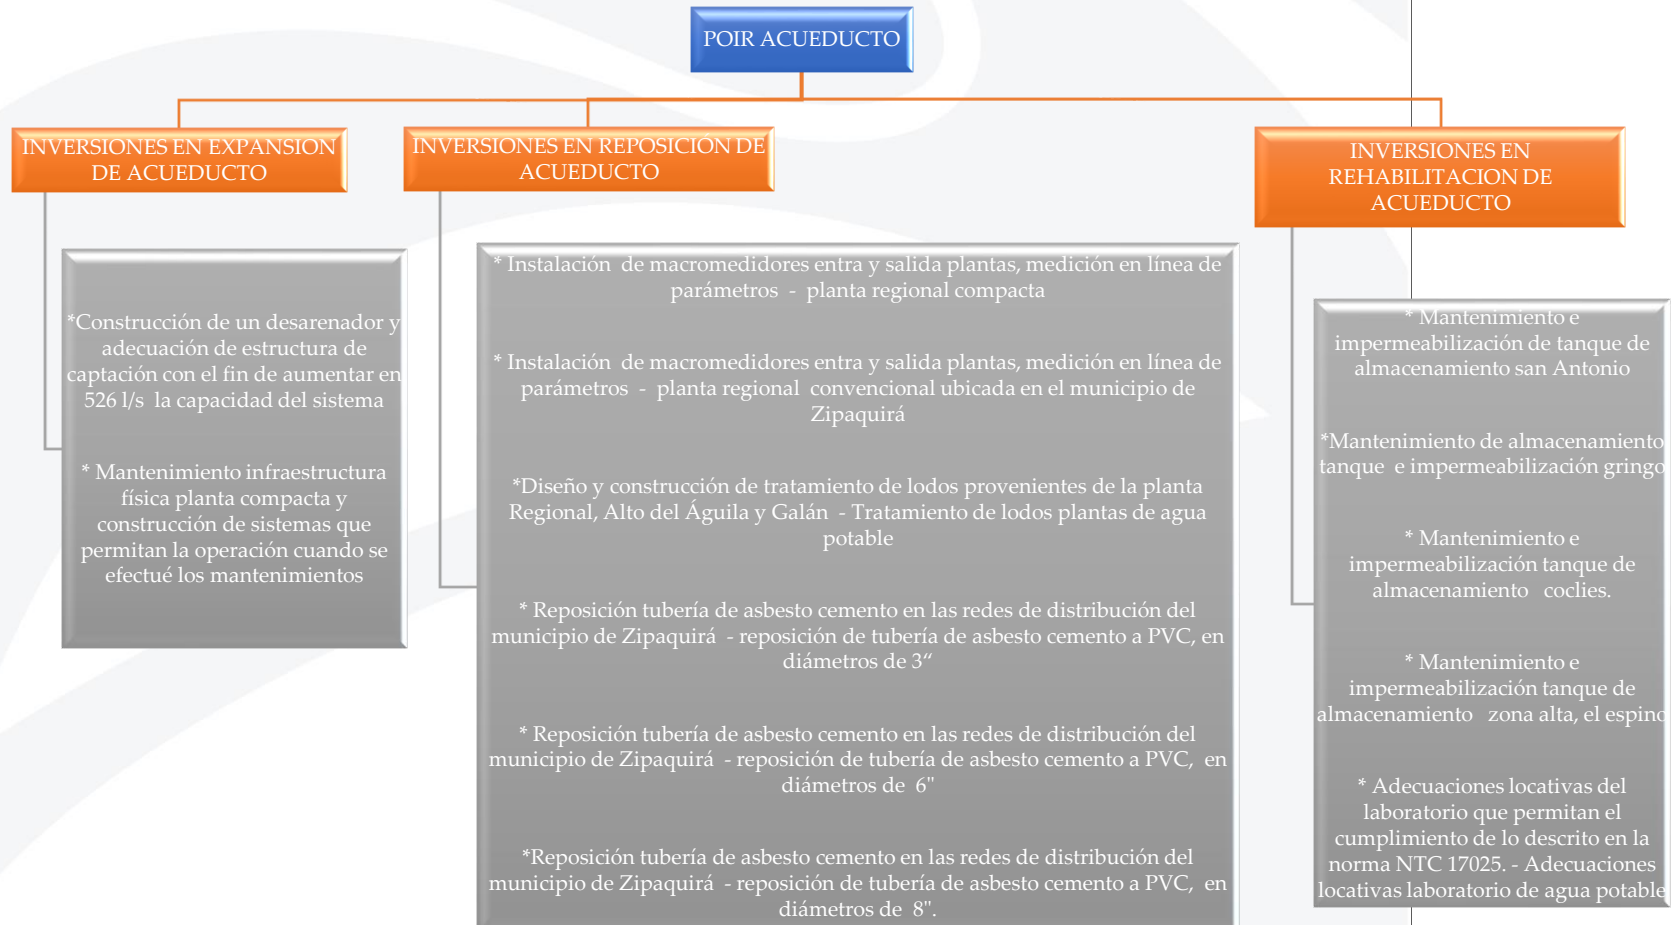 POIR ACUEDUCTO
INVERSIONES EN EXPANSION
DE ACUEDUCTO
*Construcción de un desarenador y
adecuación de estructura de
captación con el fin de aumentar en
526 l/s la capacidad del sistema
* Mantenimiento infraestructura
física planta compacta y
construcción de sistemas que
permitan la operación cuando se
efectué los mantenimientos
INVERSIONES EN REPOSICIÓN DE
ACUEDUCTO
* Instalación de macromedidores entra y salida plantas, medición en línea de
parámetros - planta regional compacta
* Instalación de macromedidores entra y salida plantas, medición en línea de
parámetros - planta regional convencional ubicada en el municipio de
Zipaquirá
*Diseño y construcción de tratamiento de lodos provenientes de la planta
Regional, Alto del Águila y Galán - Tratamiento de lodos plantas de agua
potable
* Reposición tubería de asbesto cemento en las redes de distribución del
municipio de Zipaquirá - reposición de tubería de asbesto cemento a PVC, en
diámetros de 3“
* Reposición tubería de asbesto cemento en las redes de distribución del
municipio de Zipaquirá - reposición de tubería de asbesto cemento a PVC, en
diámetros de 6"
*Reposición tubería de asbesto cemento en las redes de distribución del
municipio de Zipaquirá - reposición de tubería de asbesto cemento a PVC, en
diámetros de 8".
INVERSIONES EN
REHABILITACION DE
ACUEDUCTO
* Mantenimiento e
impermeabilización de tanque de
almacenamiento san Antonio
*Mantenimiento de almacenamiento
tanque e impermeabilización gringo
* Mantenimiento e
impermeabilización tanque de
almacenamiento coclies.
* Mantenimiento e
impermeabilización tanque de
almacenamiento zona alta, el espino
* Adecuaciones locativas del
laboratorio que permitan el
cumplimiento de lo descrito en la
norma NTC 17025. - Adecuaciones
locativas laboratorio de agua potable